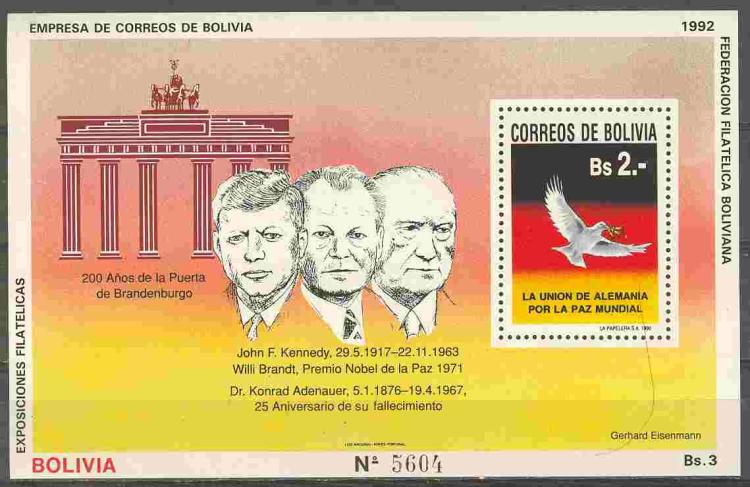 EMPRESA DE CORREOS DE BOLIVIA
1992
FEDERACION FILATELICA BOLIVIANA
CORREOS DE BOLIVIA
Bs 2.-
LA UNION DE ALEMANIA
POR LA PAZ MUNDIAL
LA PAPELERA S.A. 1990
200 Años de la Puerta
de Brandenburgo
John F. Kennedy, 29.5.1917–22.11.1963
Willi Brandt, Premio Nobel de la Paz 1971
Dr. Konrad Adenauer, 5.1.1876-19.4.1967,
25 Aniversario de su fallecimiento
Gerhard Eisenmann
EXPOSICIONES FILATELICAS
BOLIVIA
Nº 5604
Bs.3